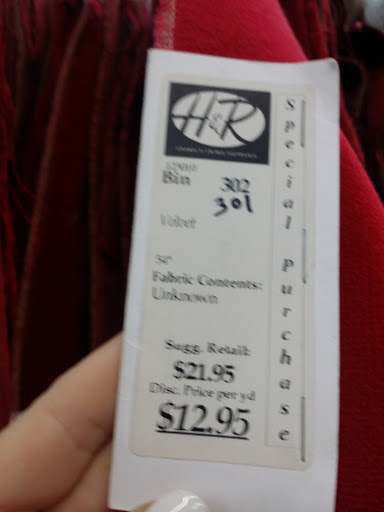 H&R
Bin 302
301
Velvet
54"
Fabric Contents:
Unknown
Sugg. Retail:
$21.95
Disc. Price per yd
$12.95
Special Purchase